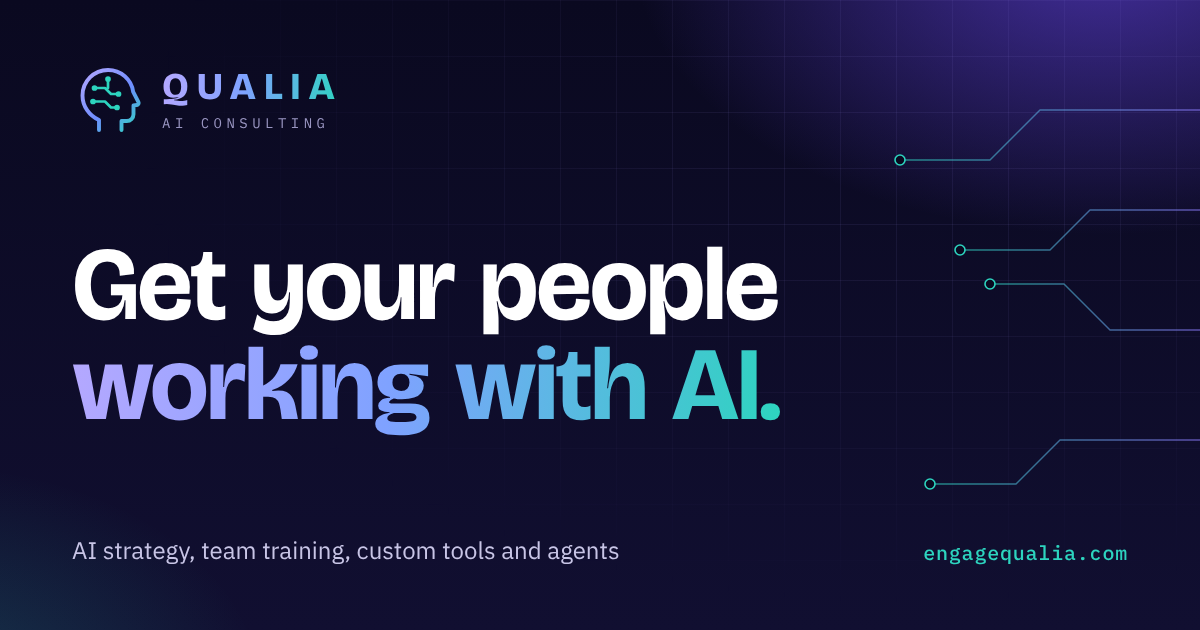 QUALIA
AI CONSULTING
Get your people
working with AI.
AI strategy, team training, custom tools and agents
engagequalia.com